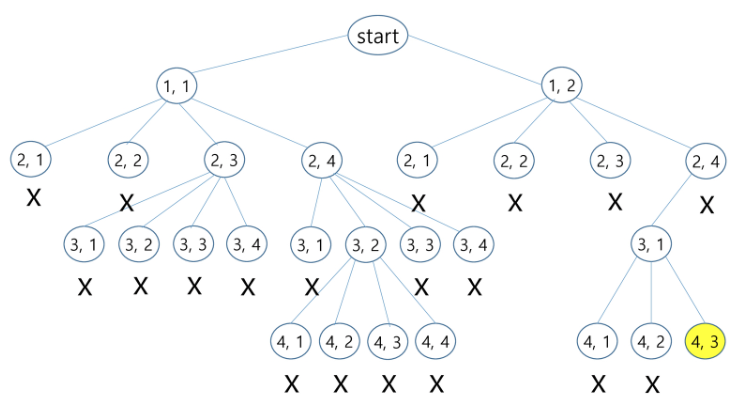 start
1, 1 1, 2
2, 1 2, 2 2, 3 2, 4 2, 1 2, 2 2, 3 2, 4
X X X X X X
3, 1 3, 2 3, 3 3, 4 3, 1 3, 2 3, 3 3, 4 3, 1
X X X X X X X
4, 1 4, 2 4, 3 4, 4 4, 1 4, 2 4, 3
X X X X X X